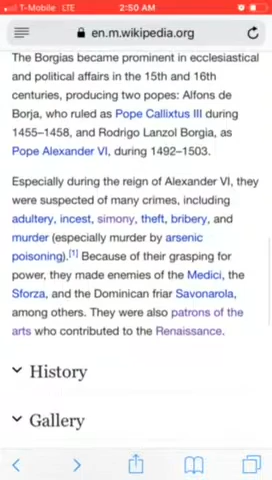 T-Mobile LTE 2:50 AM
en.m.wikipedia.org
The Borgias became prominent in ecclesiastical
and political affairs in the 15th and 16th
centuries, producing two popes: Alfons de
Borja, who ruled as Pope Callixtus III during
1455–1458, and Rodrigo Lanzol Borgia, as
Pope Alexander VI, during 1492–1503.
Especially during the reign of Alexander VI, they
were suspected of many crimes, including
adultery, incest, simony, theft, bribery, and
murder (especially murder by arsenic
poisoning).[1] Because of their grasping for
power, they made enemies of the Medici, the
Sforza, and the Dominican friar Savonarola,
among others. They were also patrons of the
arts who contributed to the Renaissance.
History
Gallery